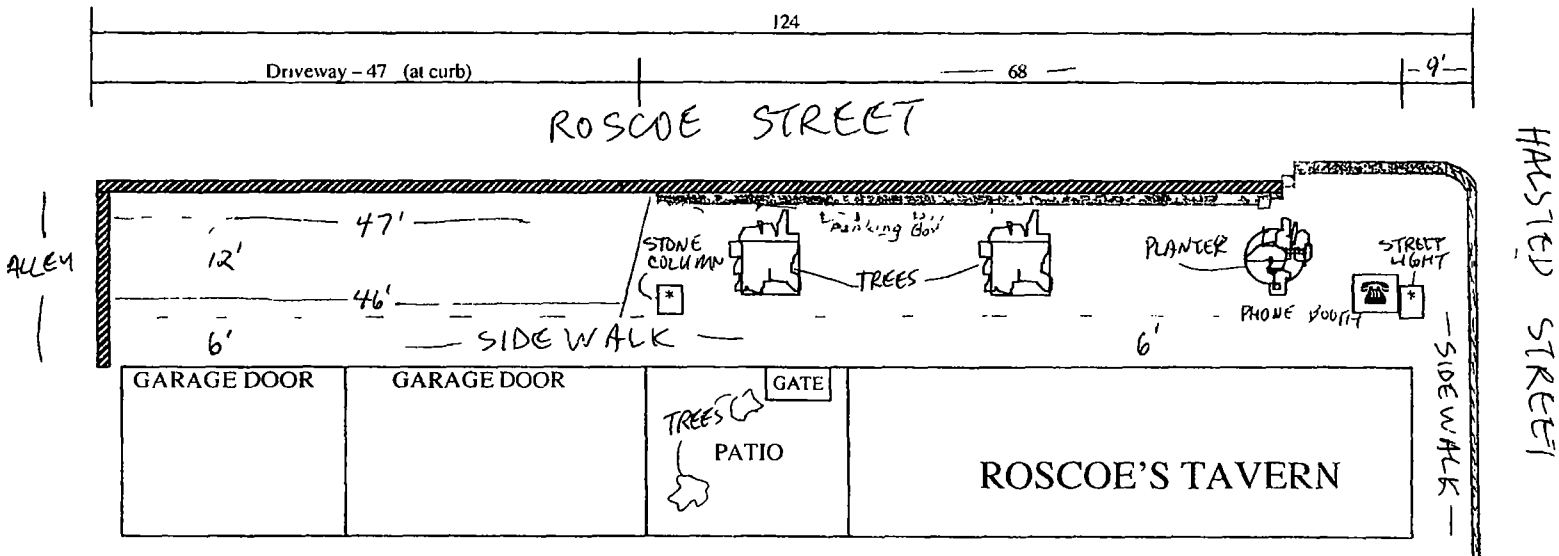 124
Driveway – 47 (at curb)
— 68 —
- 9' -
ROSCOE STREET
HALSTED STREET
ALLEY
47'
12'
46'
6'
STONE
COLUMN
TREES
PLANTER
STREET
LIGHT
PHONE BOOTH
— SIDEWALK —
6'
— SIDEWALK —
GARAGE DOOR
GARAGE DOOR
GATE
TREES
PATIO
ROSCOE'S TAVERN